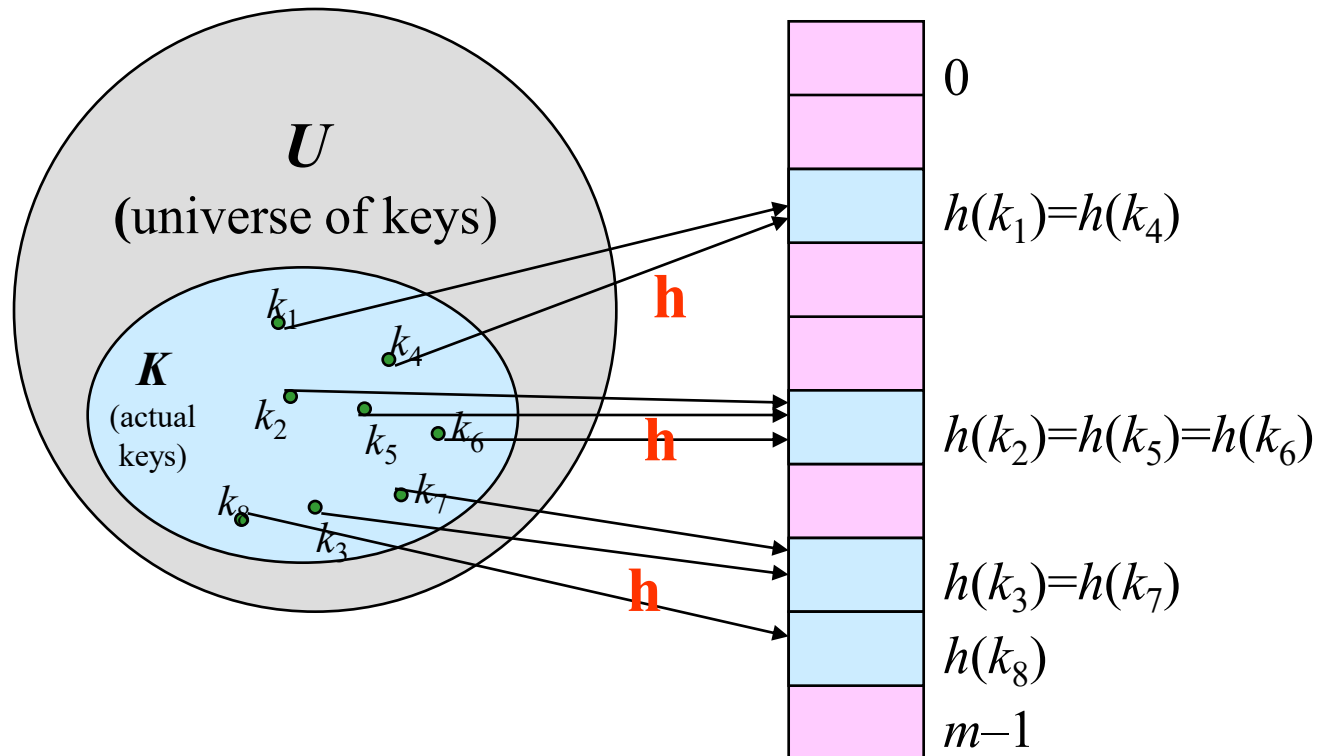 U
(universe of keys)
K
(actual
keys)
k₁
k₄
k₂
k₅
k₆
k₇
k₈
k₃
h
h
h
0
h(k₁)=h(k₄)
h(k₂)=h(k₅)=h(k₆)
h(k₃)=h(k₇)
h(k₈)
m–1